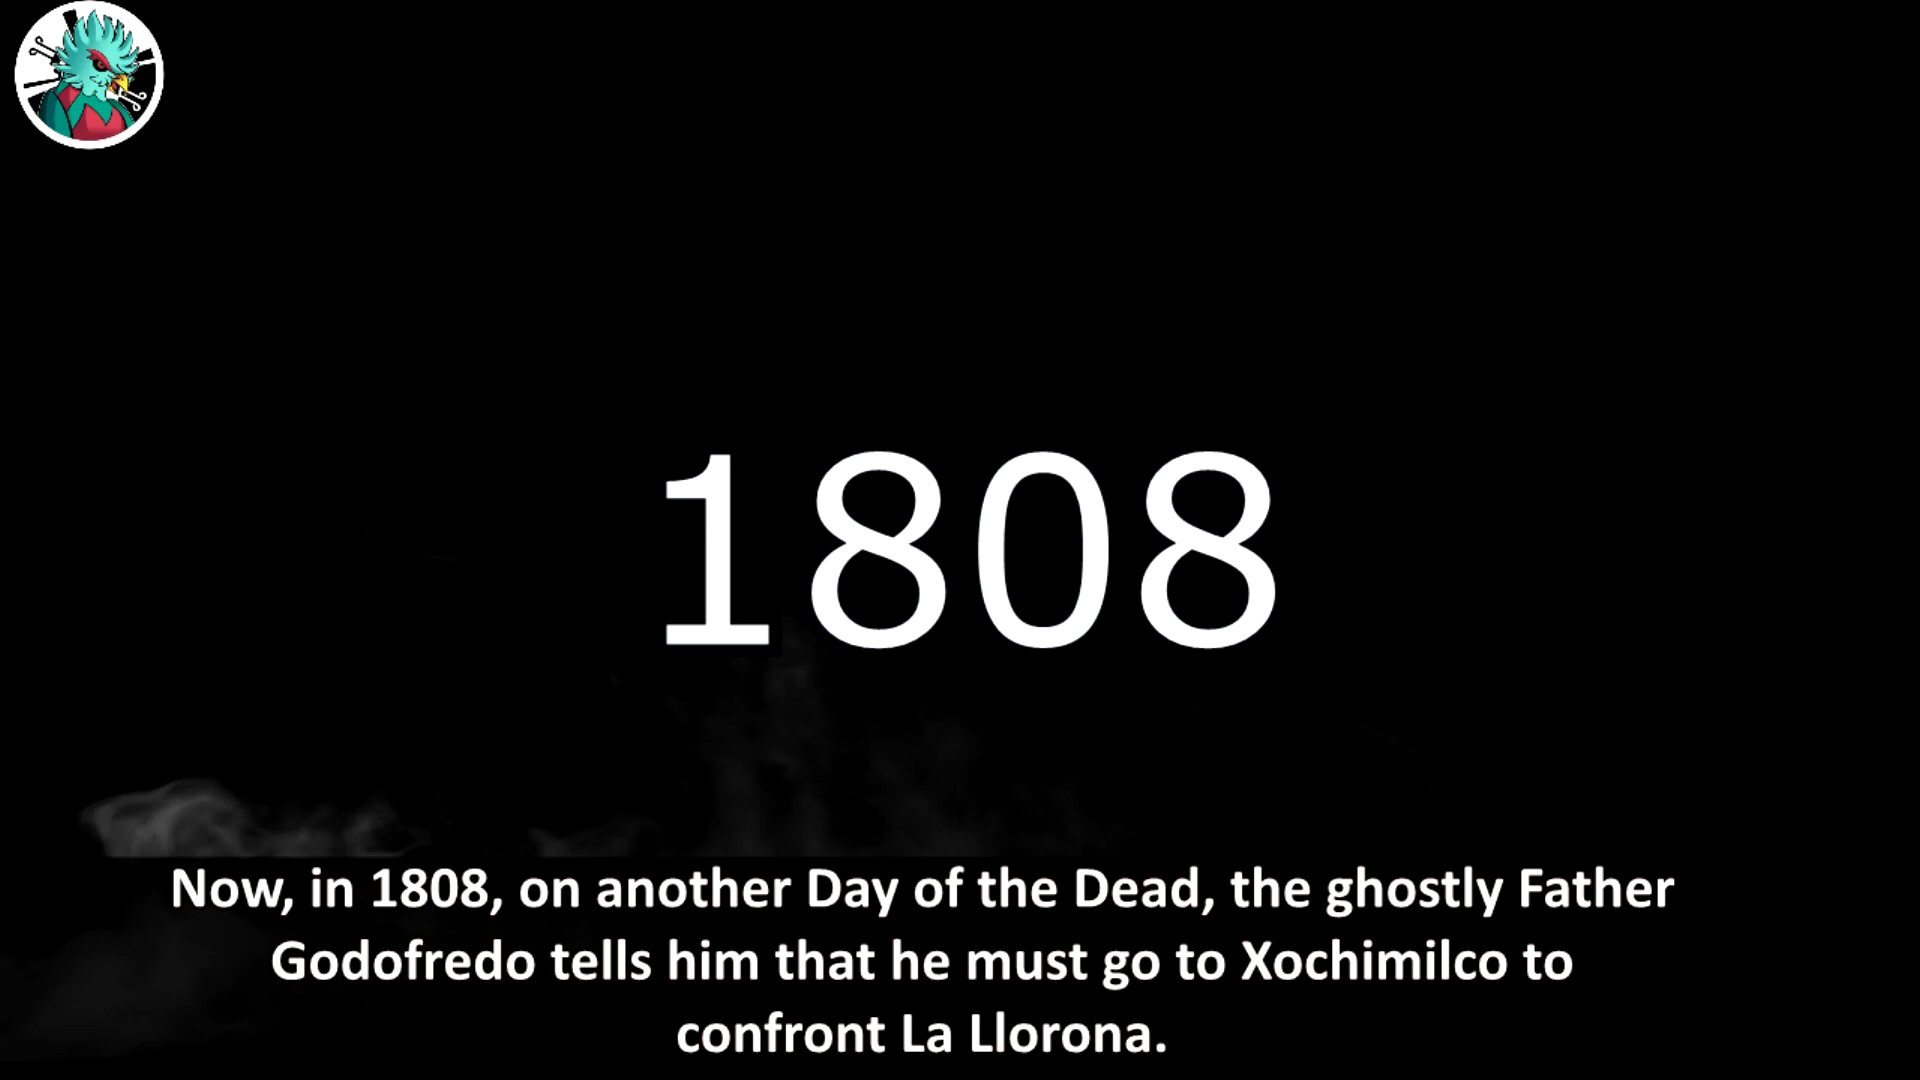 1808
Now, in 1808, on another Day of the Dead, the ghostly Father
Godofredo tells him that he must go to Xochimilco to
confront La Llorona.